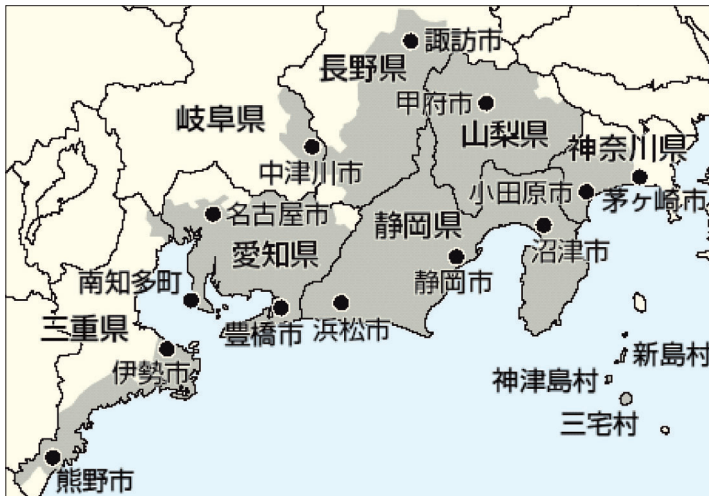 諏訪市
長野県
甲府市
岐阜県
山梨県
神奈川県
中津川市
小田原市
茅ヶ崎市
名古屋市
静岡県
愛知県
沼津市
静岡市
南知多町
三重県
豊橋市
浜松市
伊勢市
新島村
神津島村
三宅村
熊野市